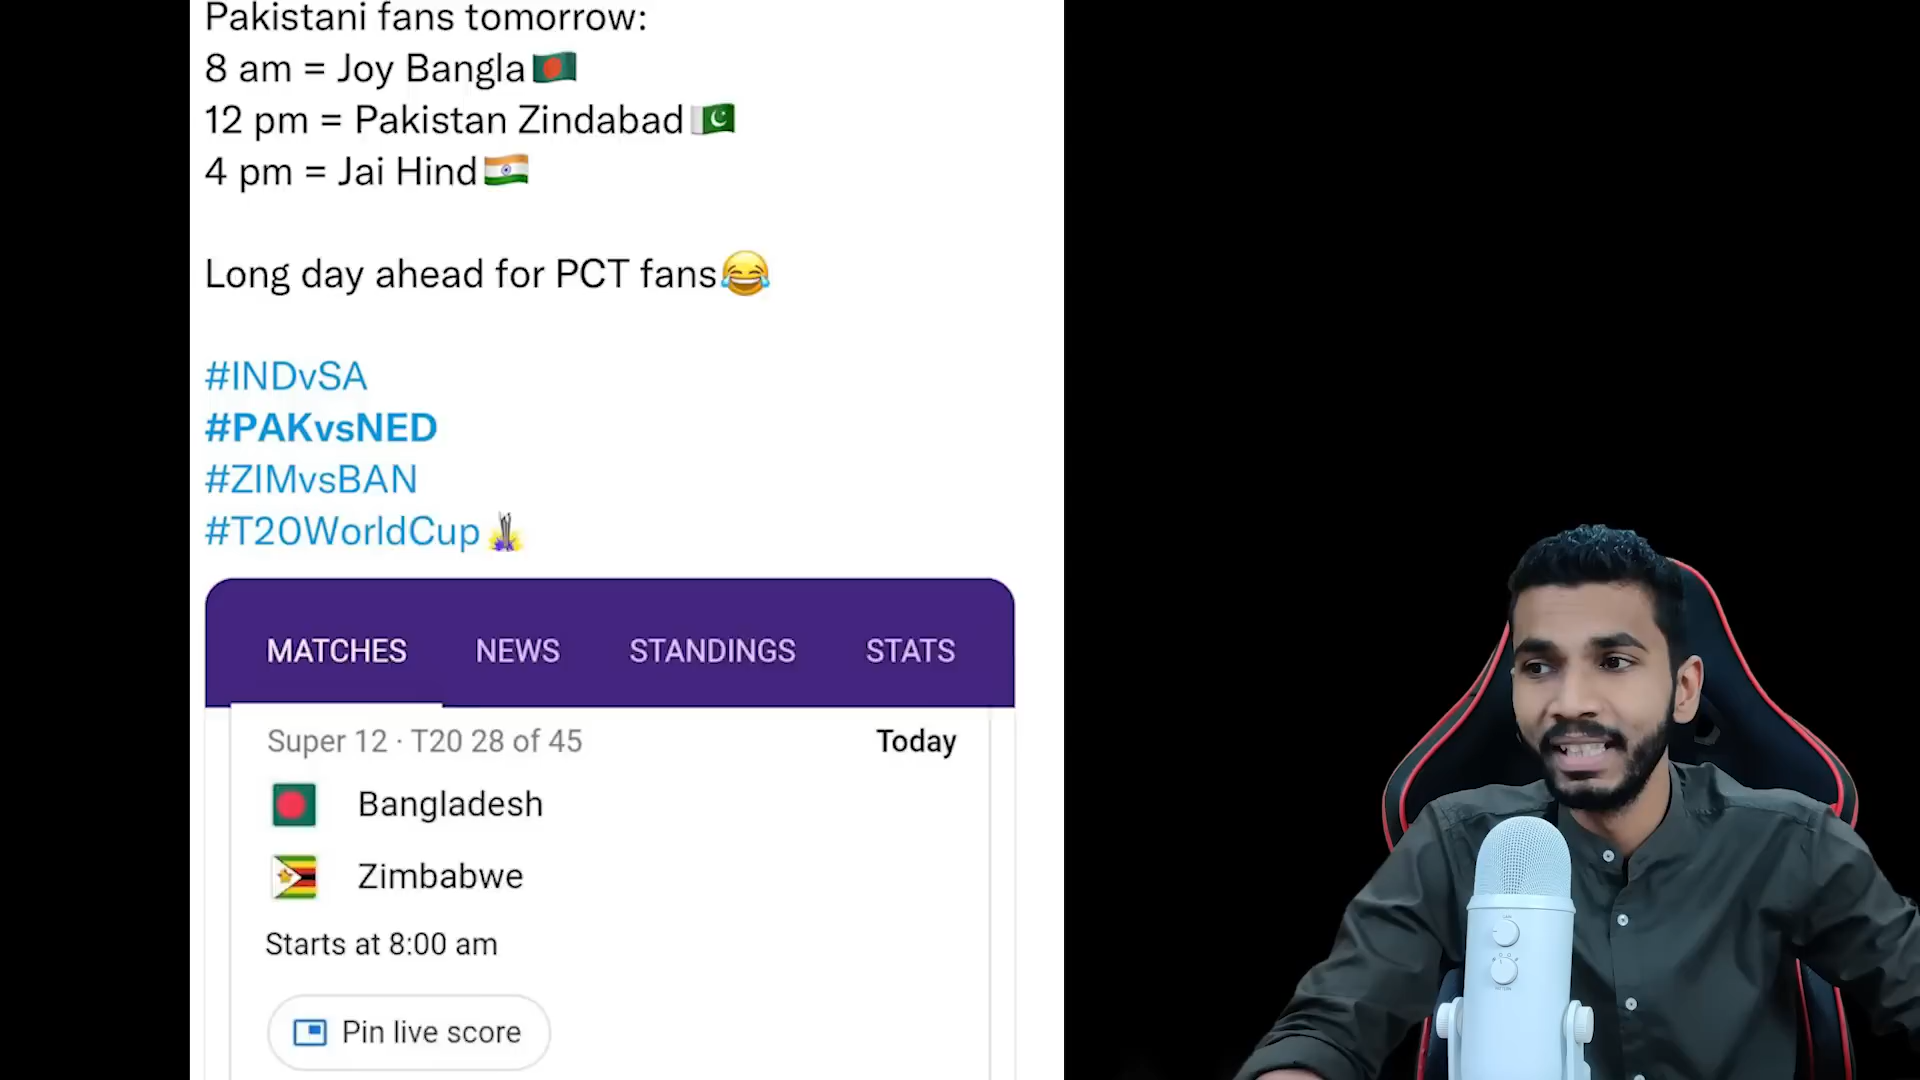 Pakistani fans tomorrow:
8 am = Joy Bangla🇧🇩
12 pm = Pakistan Zindabad🇵🇰
4 pm = Jai Hind🇮🇳
Long day ahead for PCT fans😂
#INDvSA
#PAKvsNED
#ZIMvsBAN
#T20WorldCup
MATCHES NEWS STANDINGS STATS
Super 12 · T20 28 of 45 Today
Bangladesh
Zimbabwe
Starts at 8:00 am
Pin live score